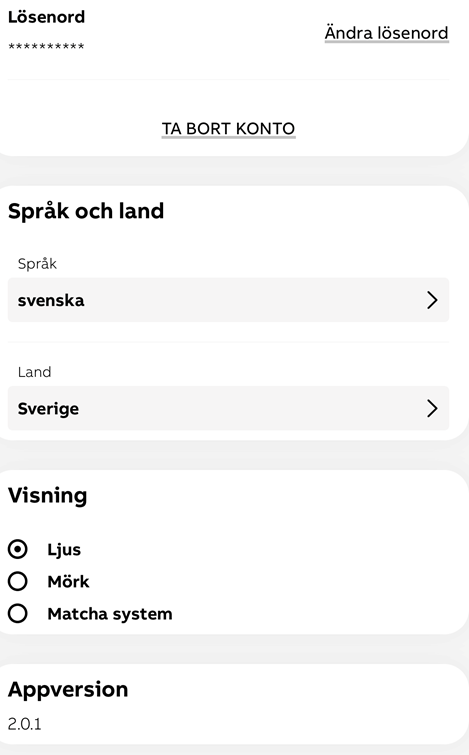 Lösenord
**********
Ändra lösenord
TA BORT KONTO
Språk och land
Språk
svenska
Land
Sverige
Visning
Ljus
Mörk
Matcha system
Appversion
2.0.1